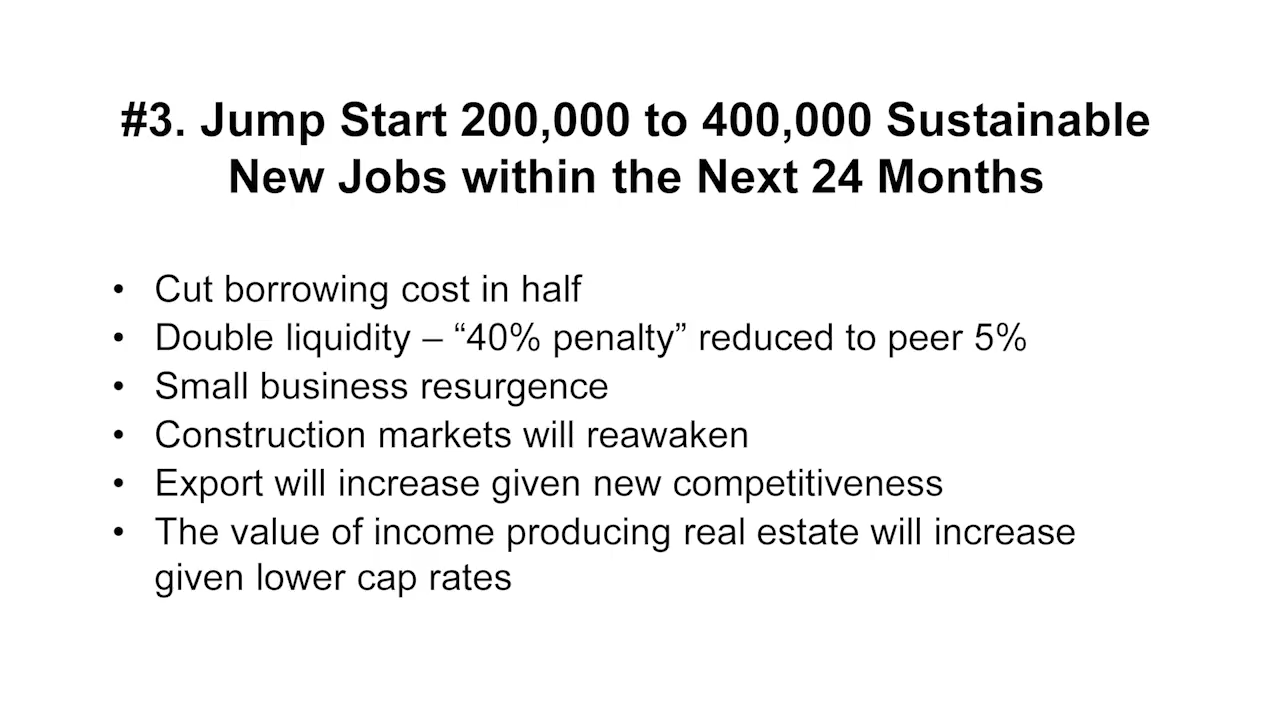 #3. Jump Start 200,000 to 400,000 Sustainable
New Jobs within the Next 24 Months
• Cut borrowing cost in half
• Double liquidity – “40% penalty” reduced to peer 5%
• Small business resurgence
• Construction markets will reawaken
• Export will increase given new competitiveness
• The value of income producing real estate will increase
given lower cap rates